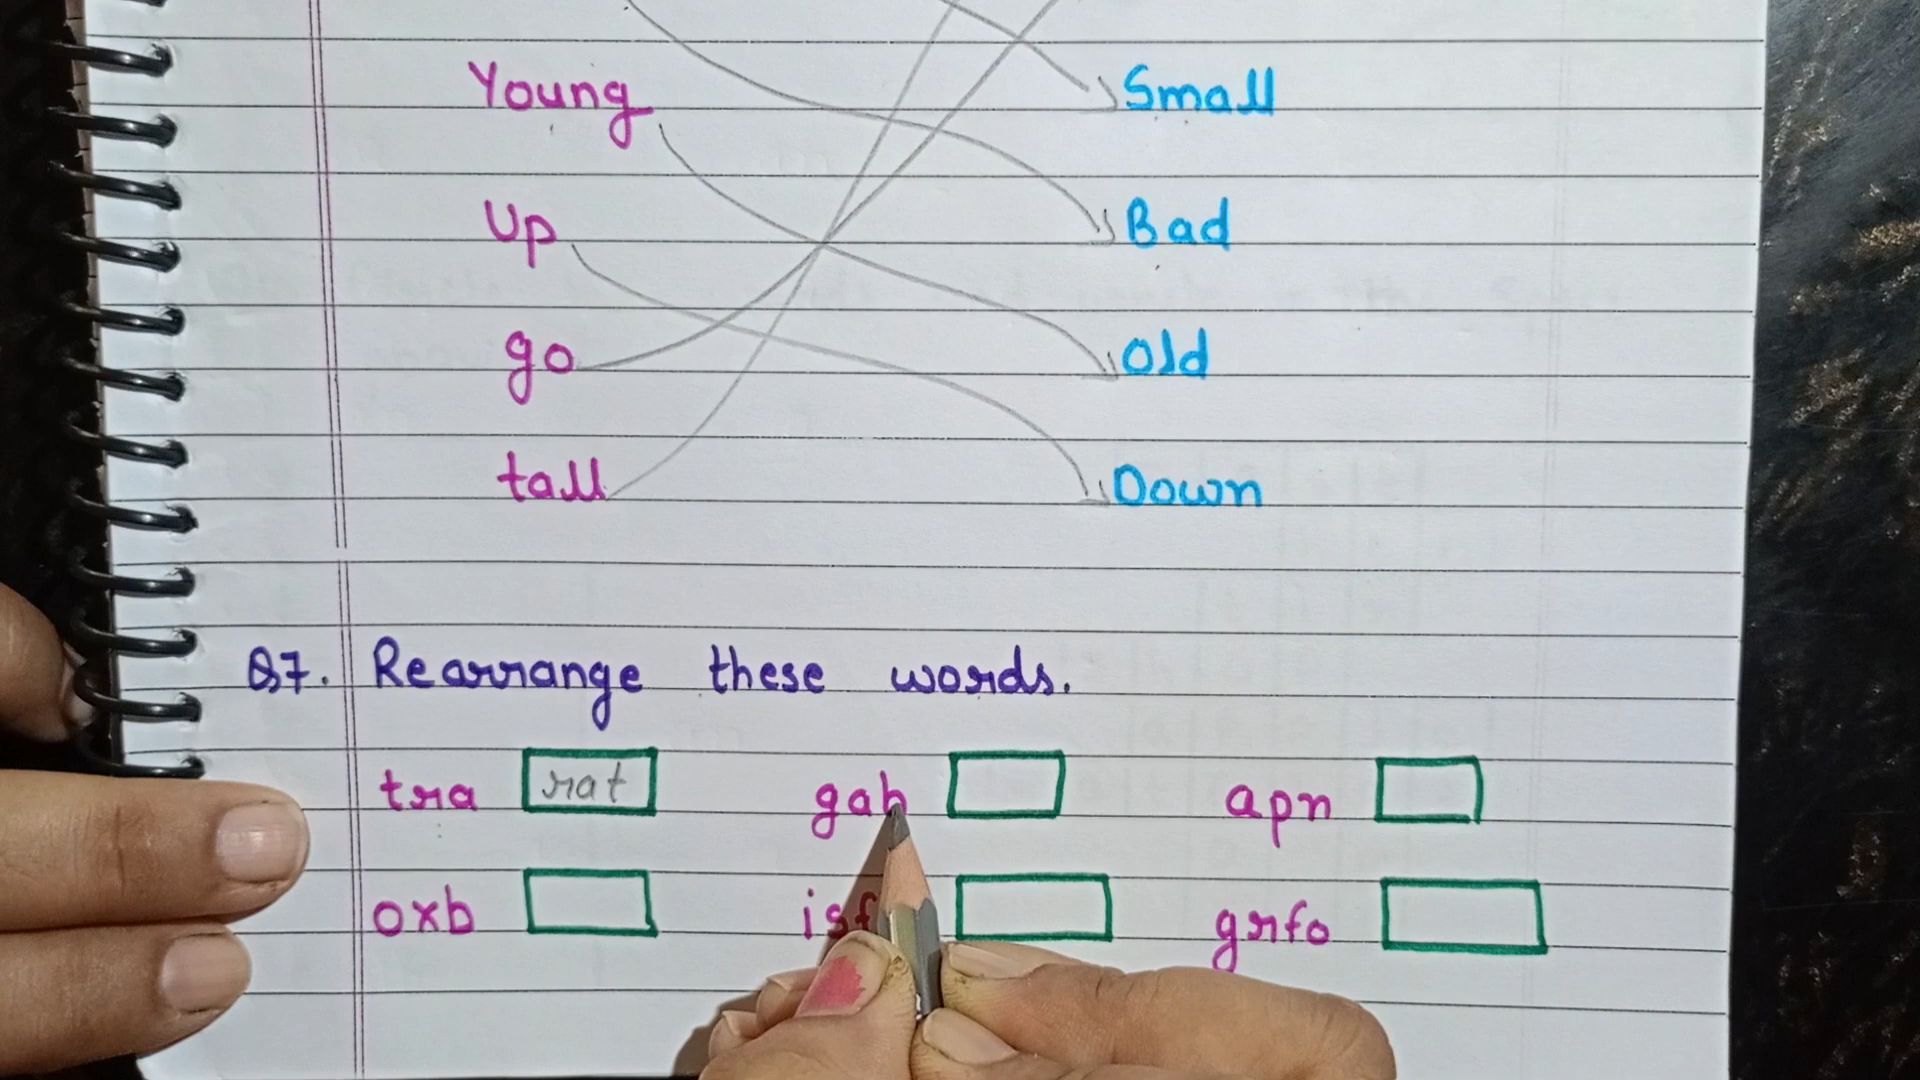 Young Small
Up Bad
go Old
tall Down
Q7. Rearrange these words.
tra rat gab apn
oxb grfo